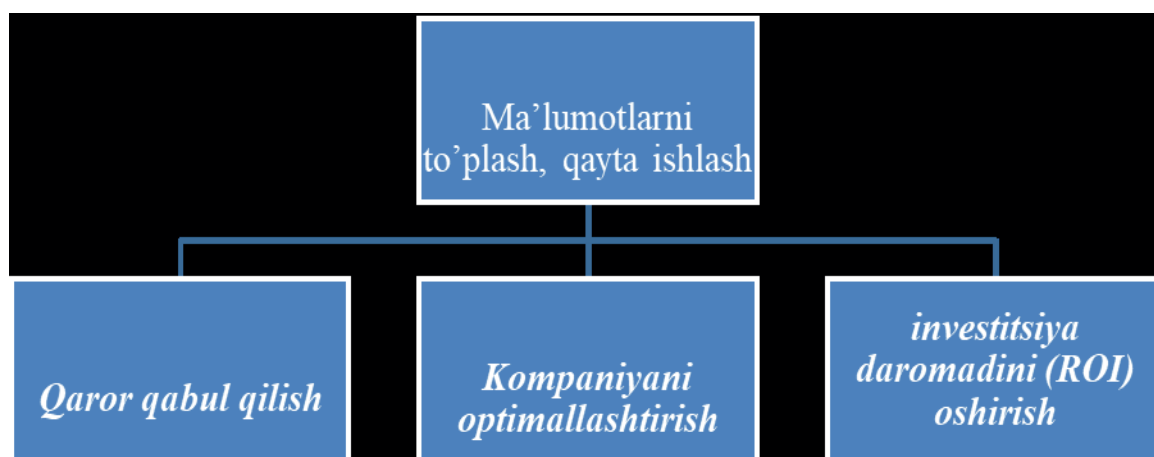 Ma’lumotlarni
to’plash, qayta ishlash
Qaror qabul qilish
Kompaniyani
optimallashtirish
investitsiya
daromadini (ROI)
oshirish